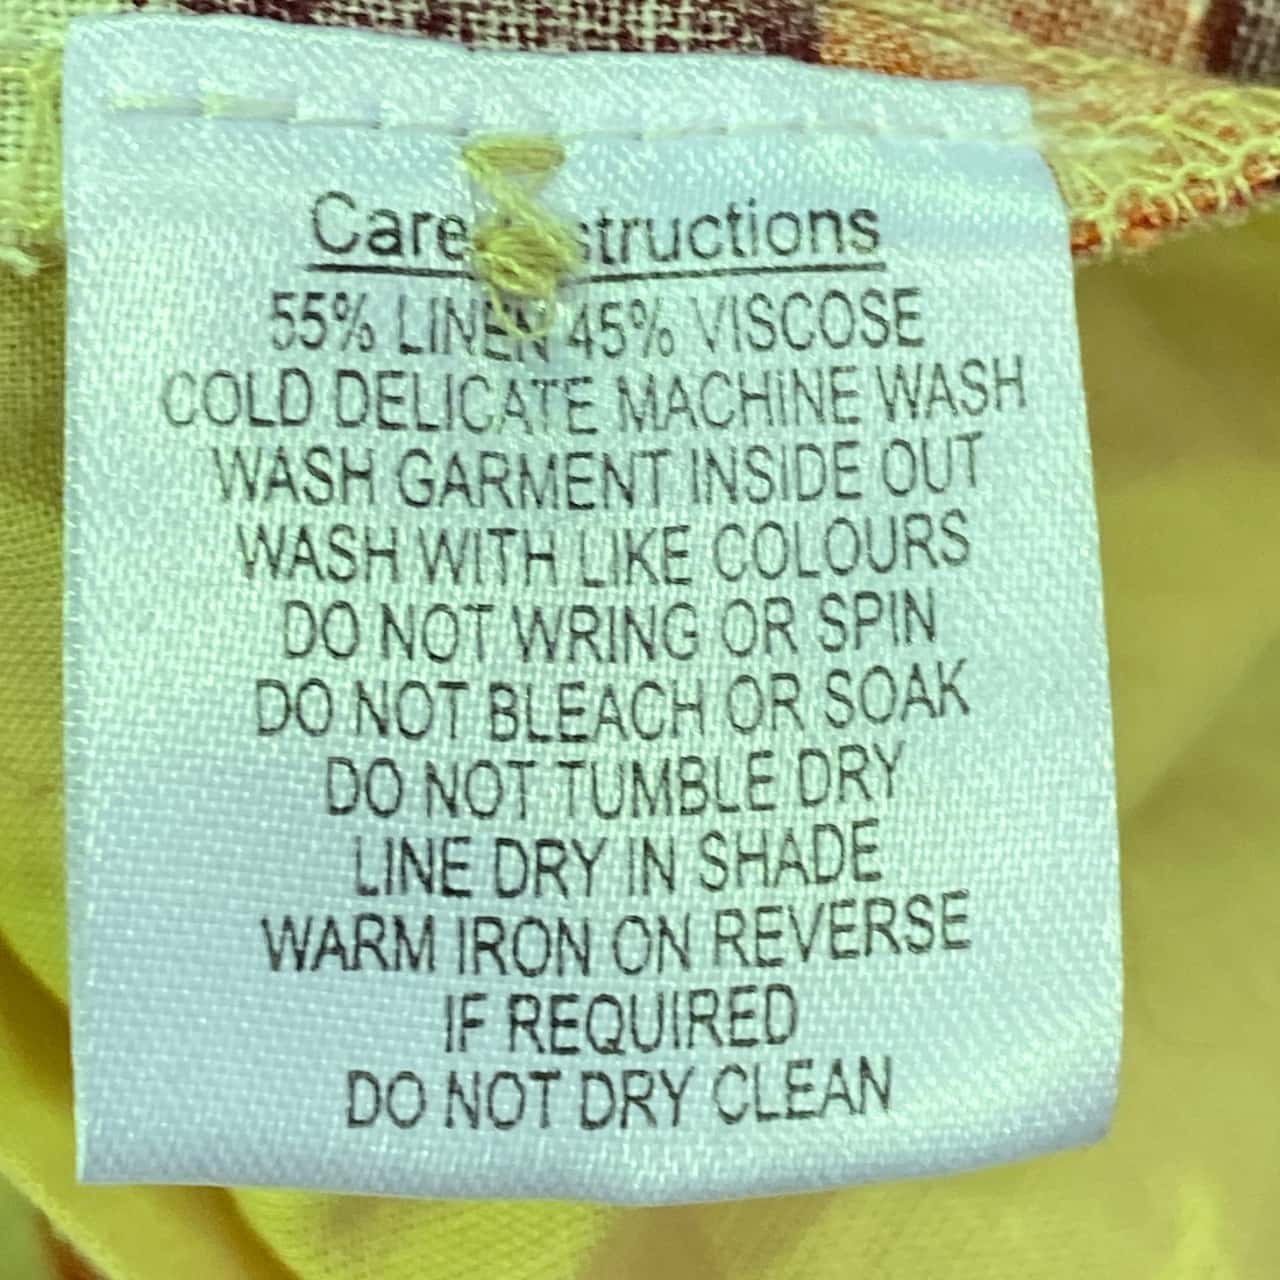 Care Instructions
55% LINEN 45% VISCOSE
COLD DELICATE MACHINE WASH
WASH GARMENT INSIDE OUT
WASH WITH LIKE COLOURS
DO NOT WRING OR SPIN
DO NOT BLEACH OR SOAK
DO NOT TUMBLE DRY
LINE DRY IN SHADE
WARM IRON ON REVERSE
IF REQUIRED
DO NOT DRY CLEAN